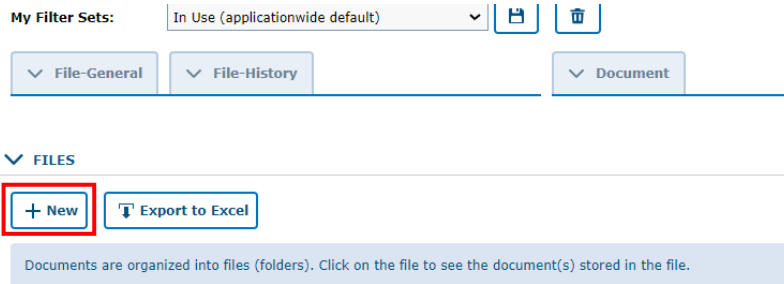 My Filter Sets: In Use (applicationwide default)
File-General File-History Document
FILES
+ New Export to Excel
Documents are organized into files (folders). Click on the file to see the document(s) stored in the file.